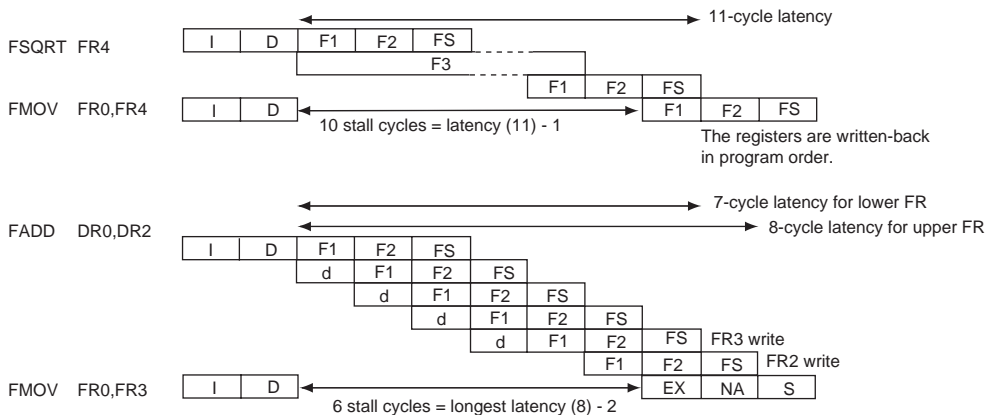 11-cycle latency
FSQRT FR4 I D F1 F2 FS
F3
F1 F2 FS
FMOV FR0,FR4 I D F1 F2 FS
10 stall cycles = latency (11) - 1
The registers are written-back
in program order.
7-cycle latency for lower FR
8-cycle latency for upper FR
FADD DR0,DR2 I D F1 F2 FS
d F1 F2 FS
d F1 F2 FS
d F1 F2 FS
d F1 F2 FS FR3 write
F1 F2 FS FR2 write
FMOV FR0,FR3 I D EX NA S
6 stall cycles = longest latency (8) - 2